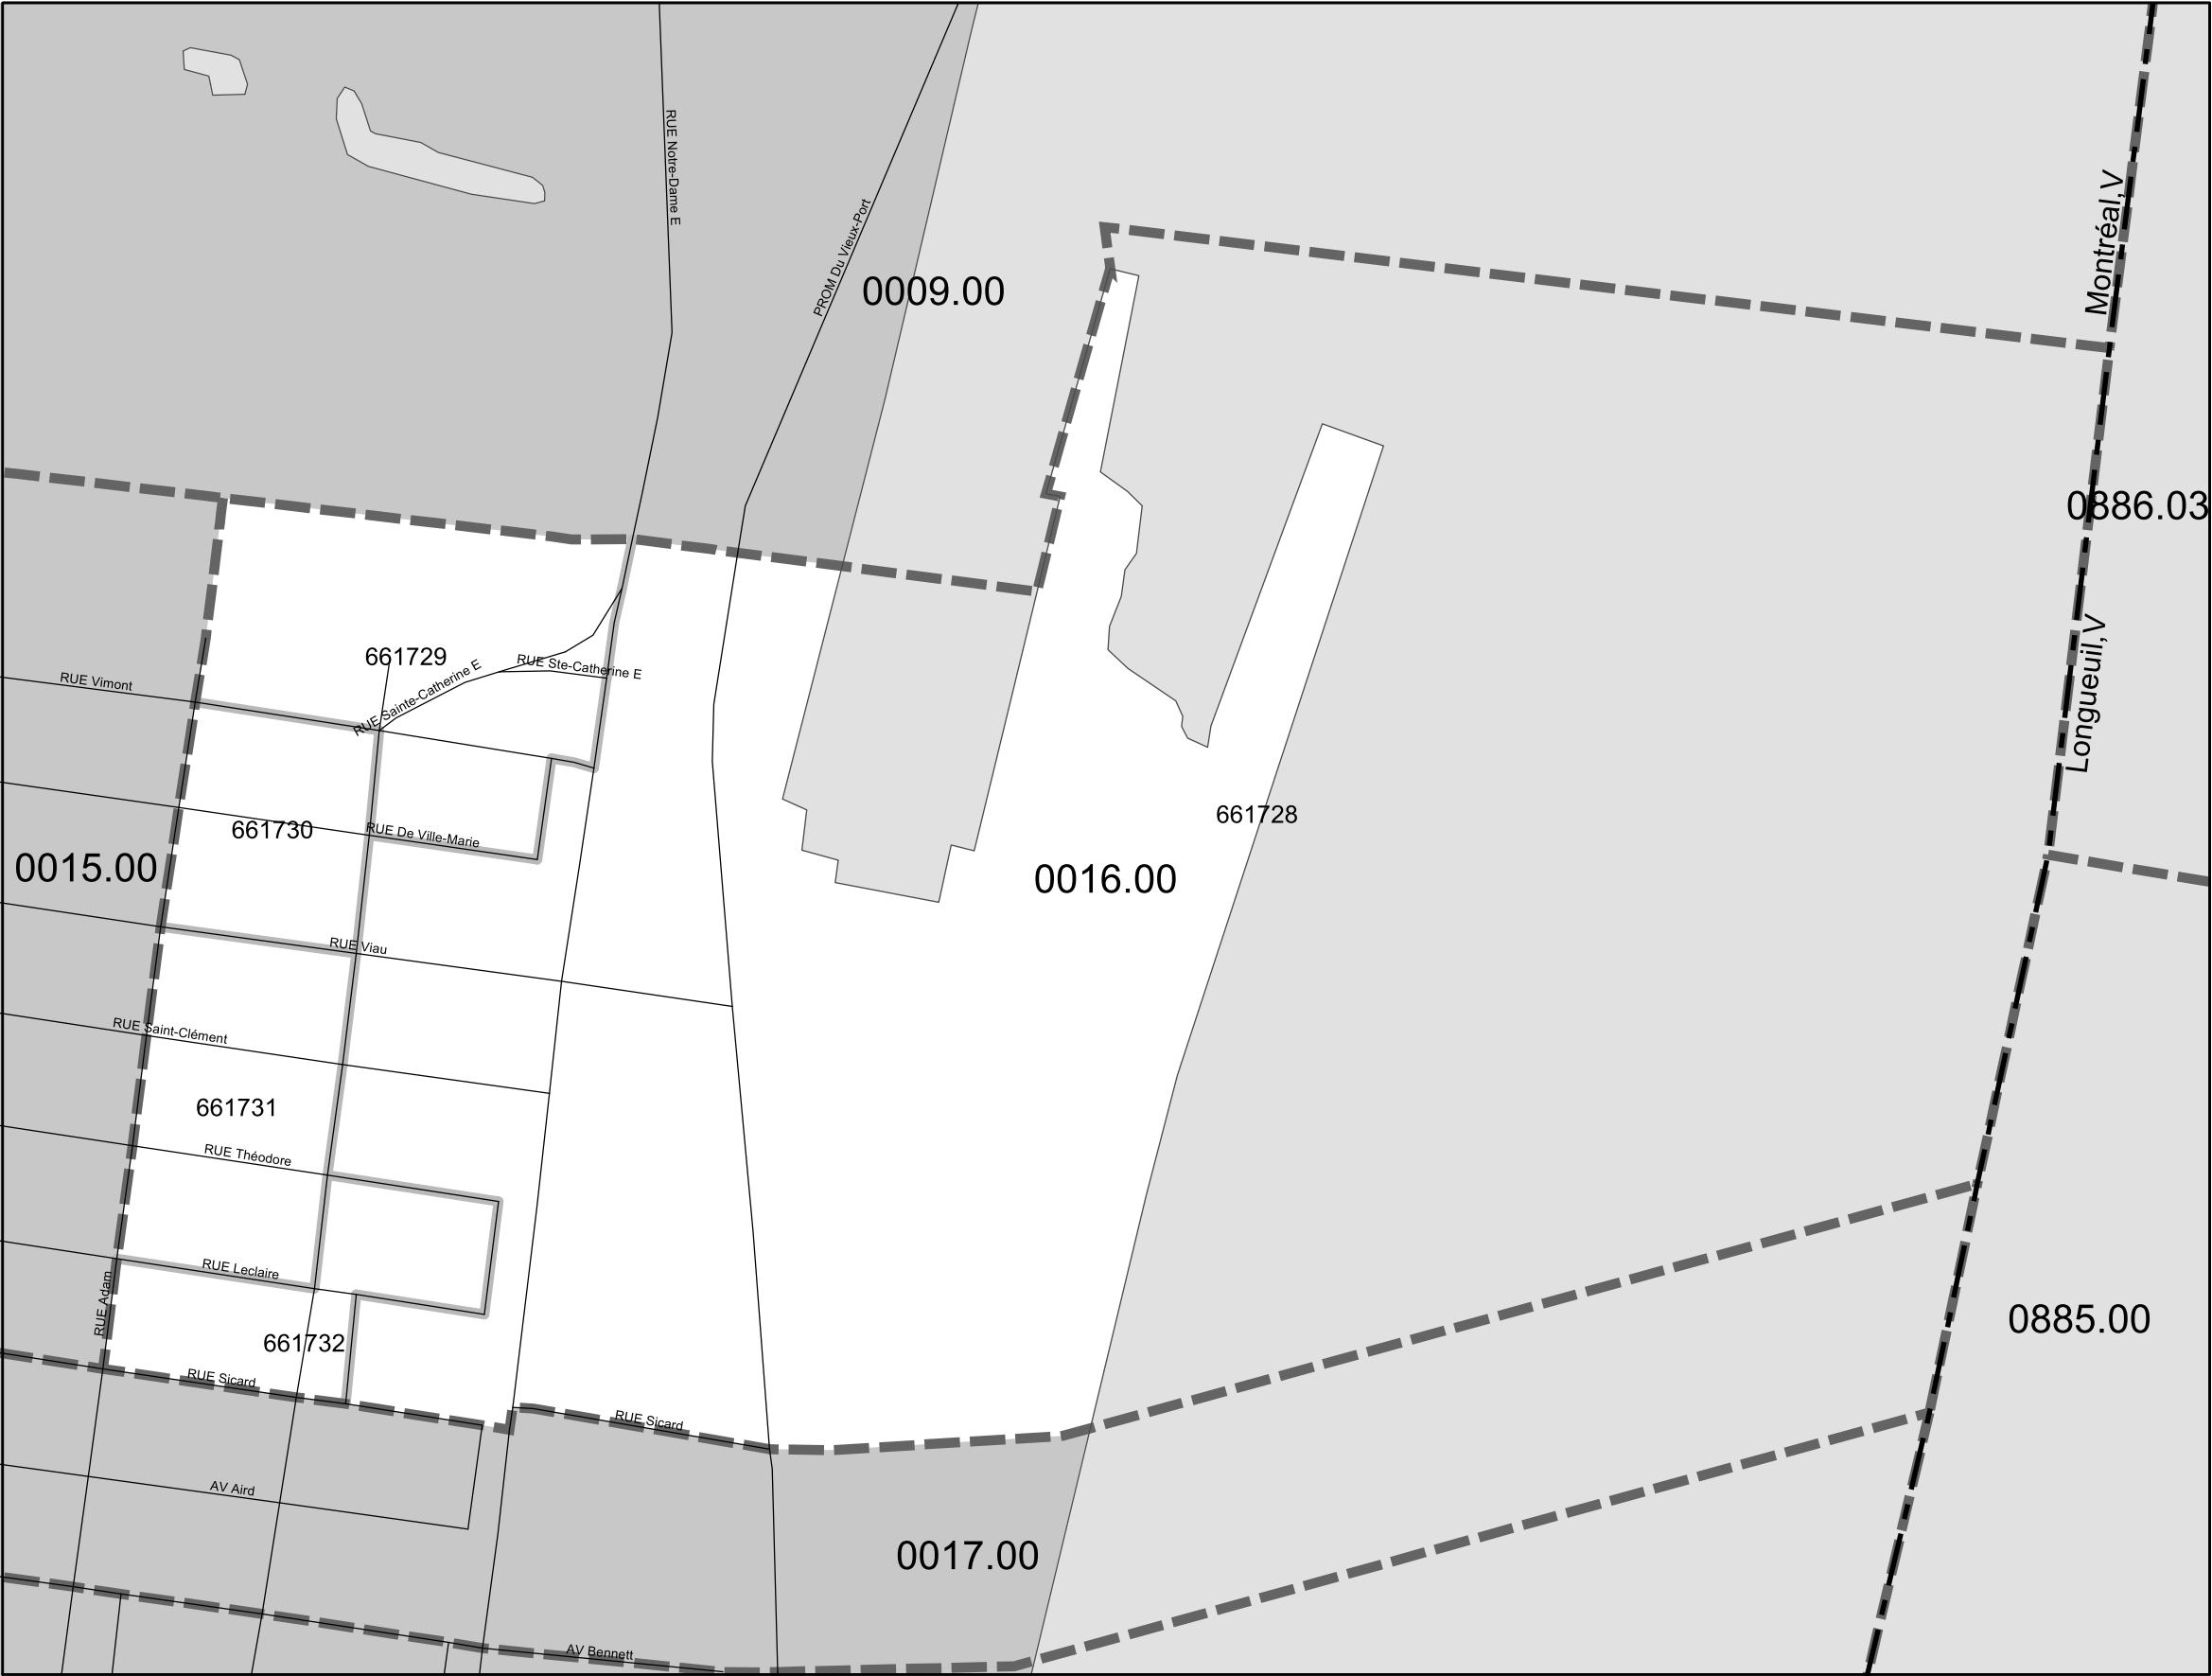 RUE Notre-Dame E
PROM Du Vieux-Port
Montréal,V
0009.00
0886.03
661729
RUE Ste-Catherine E
RUE Sainte-Catherine E
RUE Vimont
Longueuil,V
661730
RUE De Ville-Marie
661728
0015.00
0016.00
RUE Viau
RUE Saint-Clément
661731
RUE Théodore
RUE Leclaire
RUE Adam
0885.00
661732
RUE Sicard
RUE Sicard
AV Aird
0017.00
AV Bennett